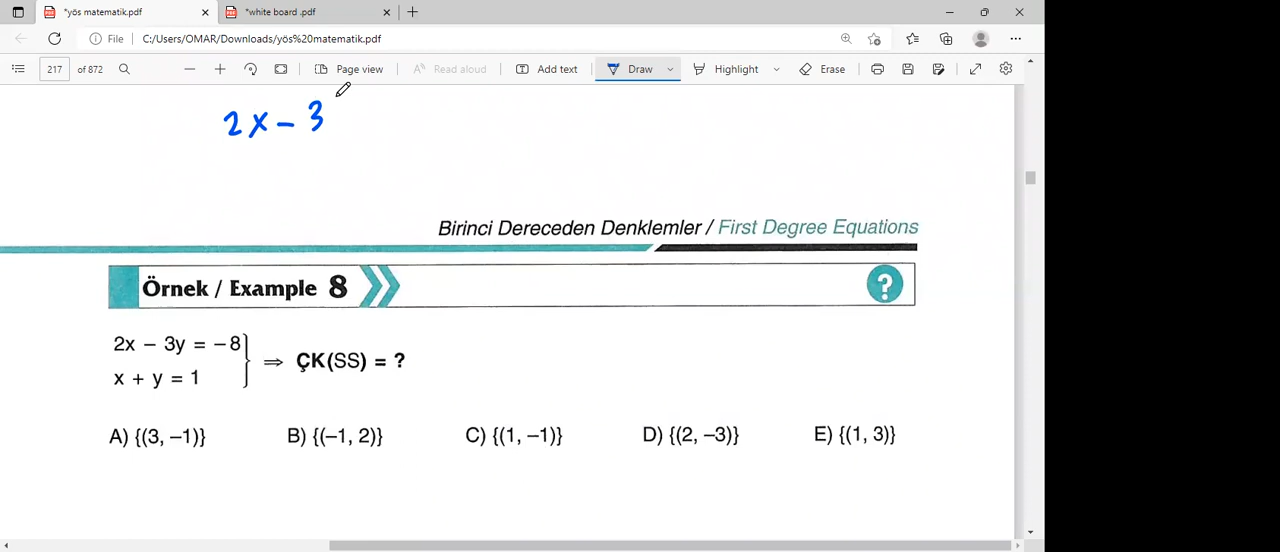 *yös matematik.pdf
*white board .pdf
File C:/Users/OMAR/Downloads/yös%20matematik.pdf
217 of 872 Page view Read aloud Add text Draw Highlight Erase
2x - 3
Birinci Dereceden Denklemler / First Degree Equations
Örnek / Example 8 ?
2x − 3y = −8
x + y = 1
⇒ ÇK(SS) = ?
A) {(3, −1)} B) {(−1, 2)} C) {(1, −1)} D) {(2, −3)} E) {(1, 3)}